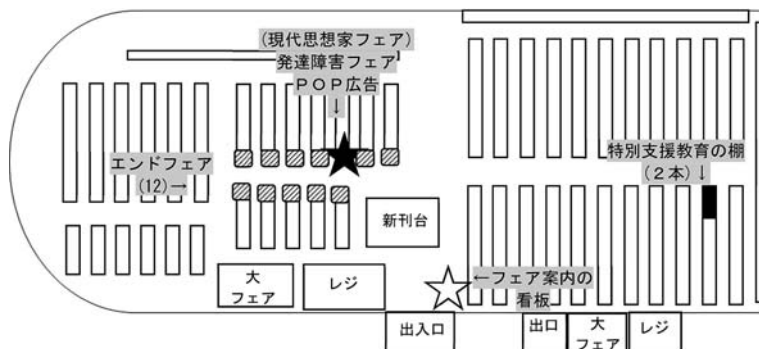 (現代思想家フェア)
発達障害フェア
POP広告
↓
特別支援教育の棚
(2本)↓
エンドフェア
(12)→
新刊台
大
フェア
レジ
←フェア案内の
看板
出入口
出口
大
フェア
レジ